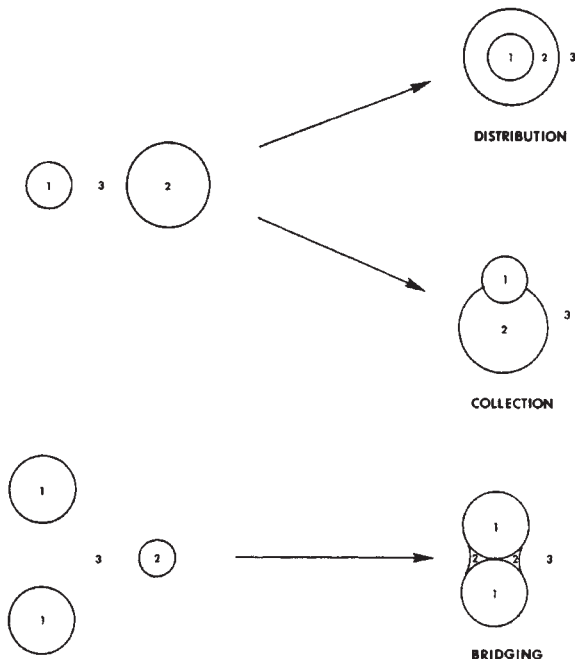 1 2 3
DISTRIBUTION
1 3 2
1
2
3
COLLECTION
1
1
3 2
2 2 3
1
1
BRIDGING